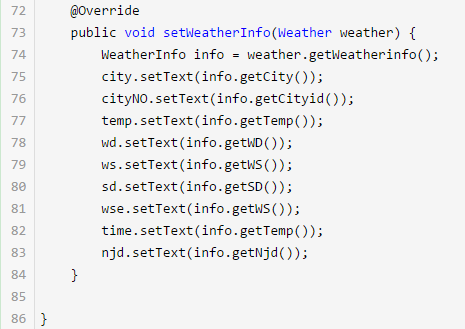 72 @Override
73 public void setWeatherInfo(Weather weather) {
74 WeatherInfo info = weather.getWeatherinfo();
75 city.setText(info.getCity());
76 cityNO.setText(info.getCityid());
77 temp.setText(info.getTemp());
78 wd.setText(info.getWD());
79 ws.setText(info.getWS());
80 sd.setText(info.getSD());
81 wse.setText(info.getWS());
82 time.setText(info.getTemp());
83 njd.setText(info.getNjd());
84 }
85
86 }